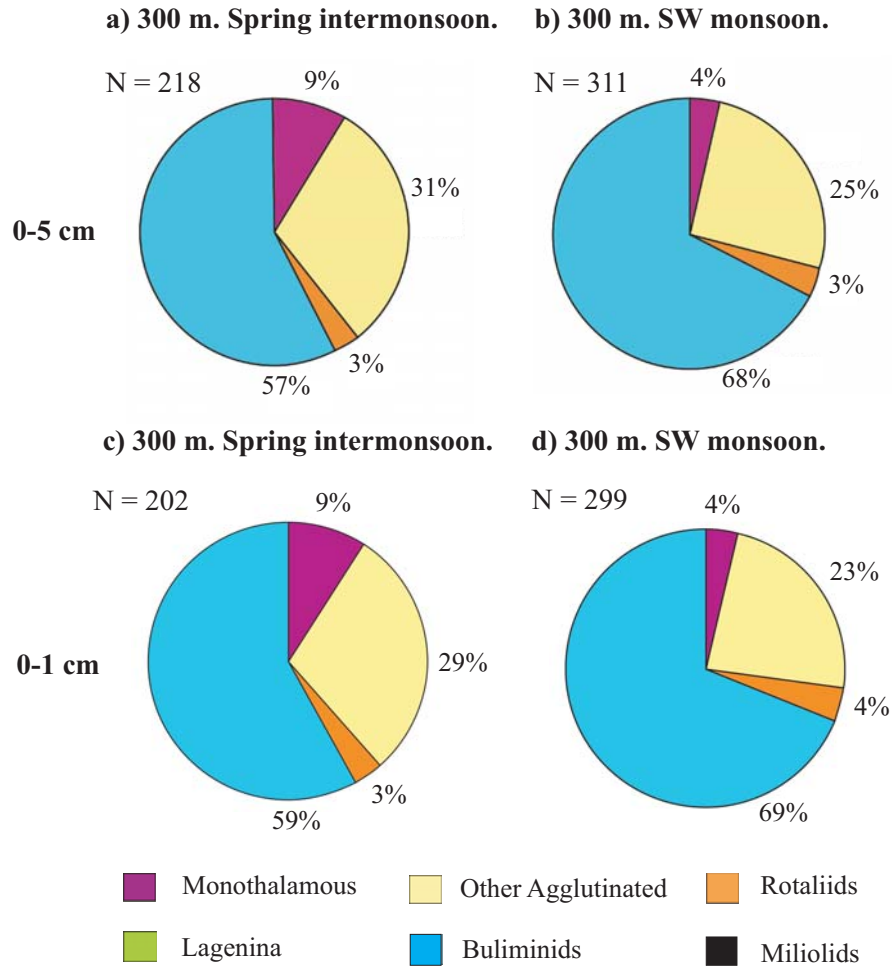 a) 300 m. Spring intermonsoon.
b) 300 m. SW monsoon.
N = 218
9%
31%
3%
57%
N = 311
4%
25%
3%
68%
0-5 cm
c) 300 m. Spring intermonsoon.
d) 300 m. SW monsoon.
N = 202
9%
29%
3%
59%
N = 299
4%
23%
4%
69%
0-1 cm
Monothalamous
Other Agglutinated
Rotaliids
Lagenina
Buliminids
Miliolids